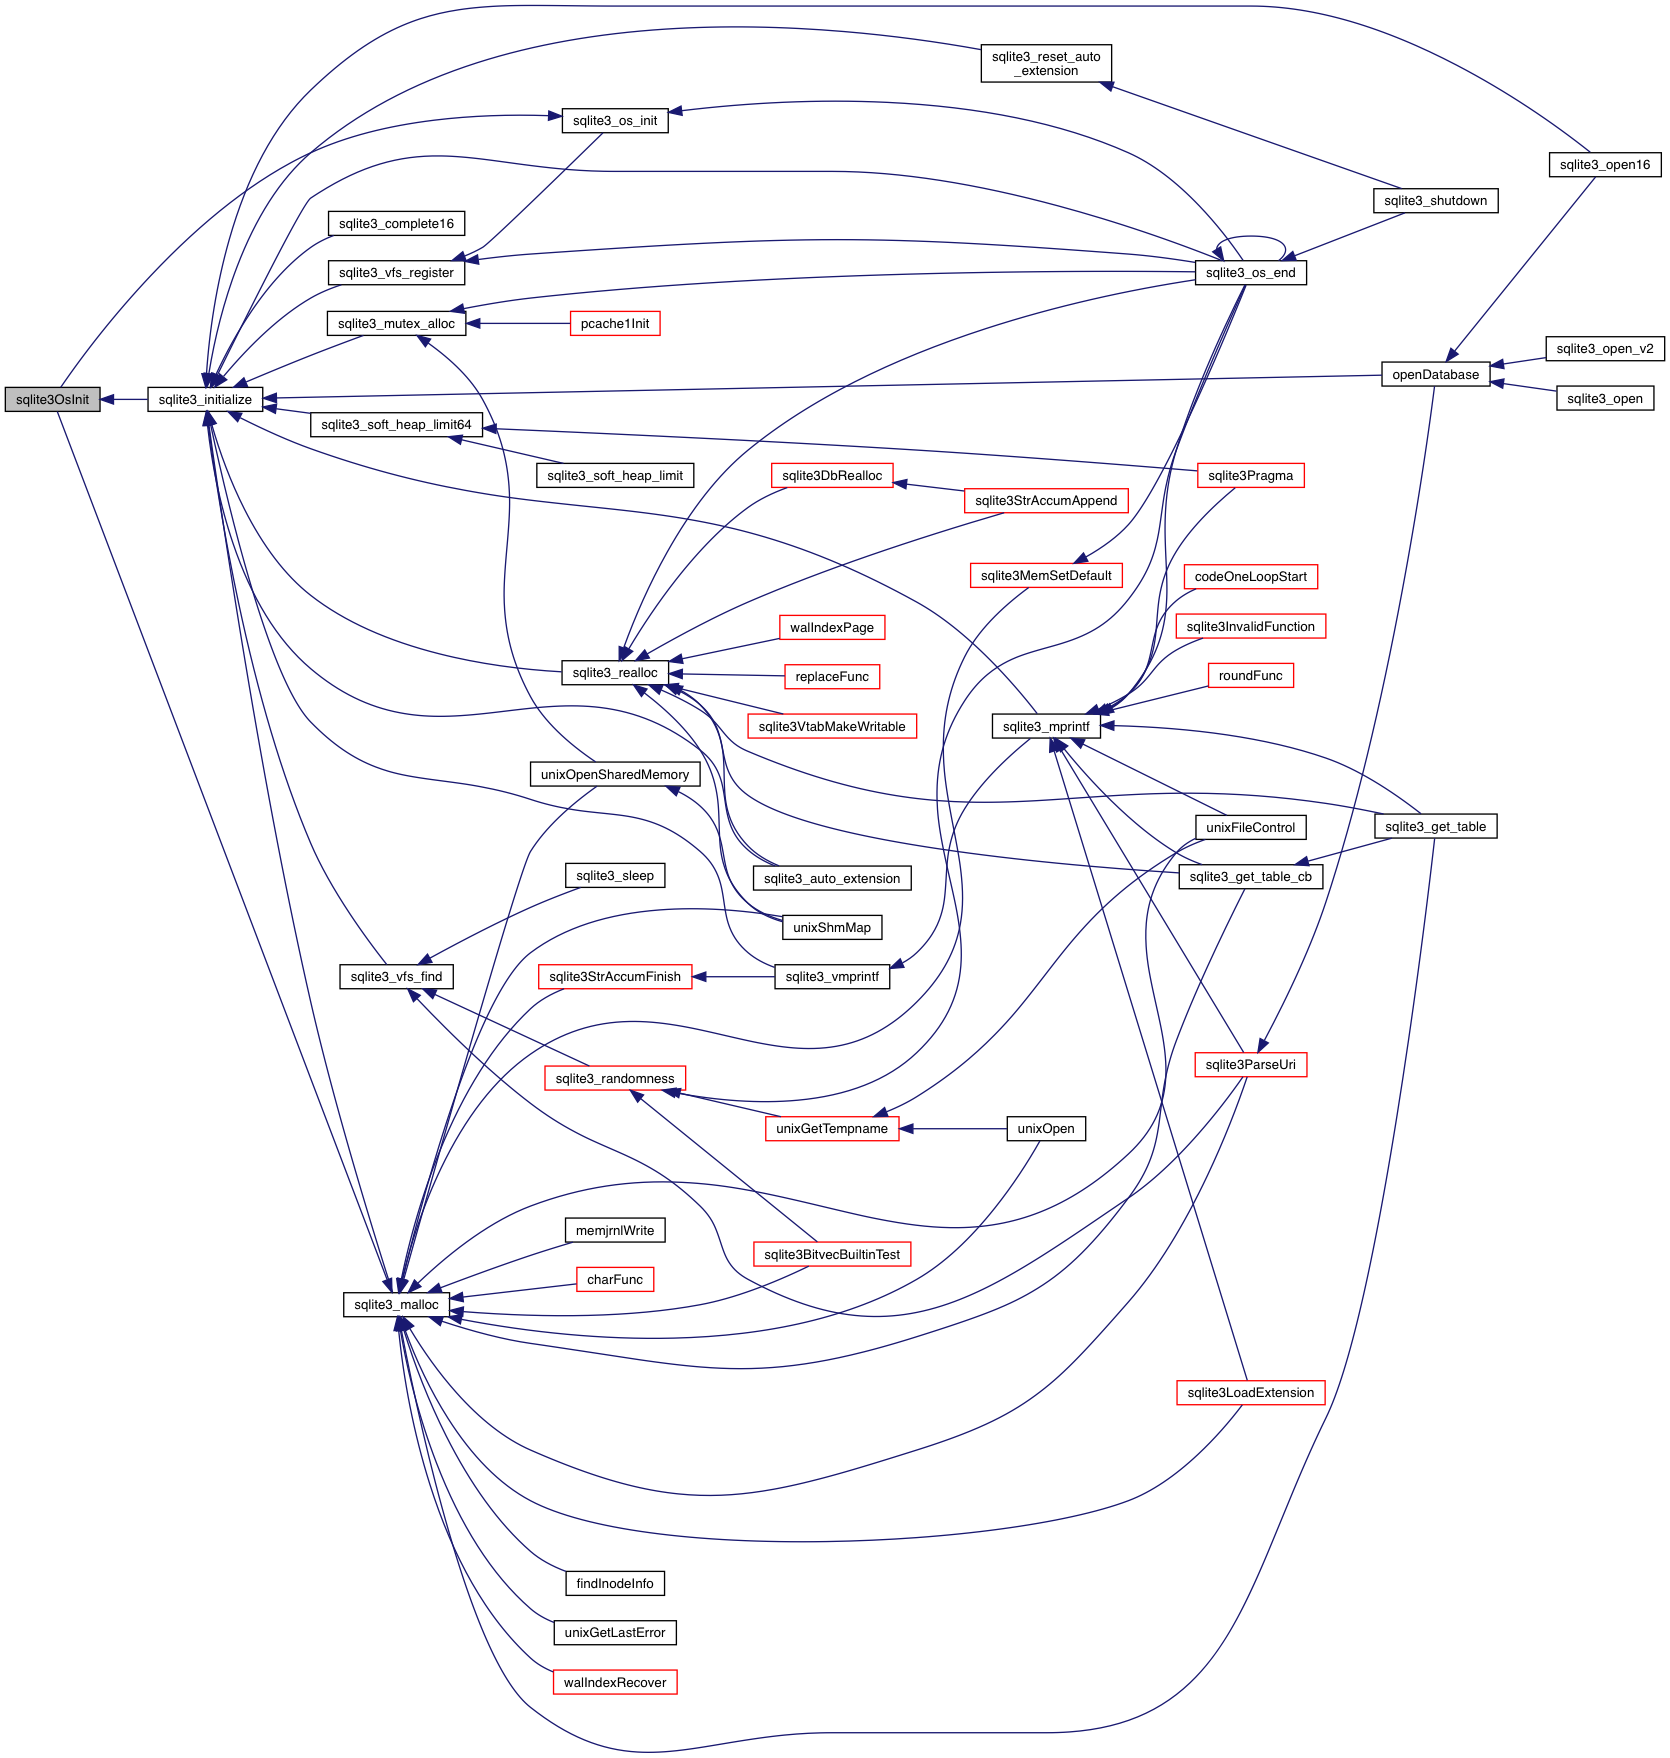 sqlite3_reset_auto
_extension
sqlite3_os_init
sqlite3_open16
sqlite3_shutdown
sqlite3_complete16
sqlite3_vfs_register
sqlite3_os_end
sqlite3_mutex_alloc
pcache1Init
sqlite3_open_v2
openDatabase
sqlite3OsInit
sqlite3_initialize
sqlite3_open
sqlite3_soft_heap_limit64
sqlite3_soft_heap_limit
sqlite3DbRealloc
sqlite3Pragma
sqlite3StrAccumAppend
sqlite3MemSetDefault
codeOneLoopStart
walIndexPage
sqlite3InvalidFunction
sqlite3_realloc
replaceFunc
roundFunc
sqlite3VtabMakeWritable
sqlite3_mprintf
unixOpenSharedMemory
unixFileControl
sqlite3_get_table
sqlite3_sleep
sqlite3_auto_extension
sqlite3_get_table_cb
unixShmMap
sqlite3_vfs_find
sqlite3StrAccumFinish
sqlite3_vmprintf
sqlite3_randomness
sqlite3ParseUri
unixGetTempname
unixOpen
memjrnlWrite
sqlite3BitvecBuiltinTest
charFunc
sqlite3_malloc
sqlite3LoadExtension
findInodeInfo
unixGetLastError
walIndexRecover